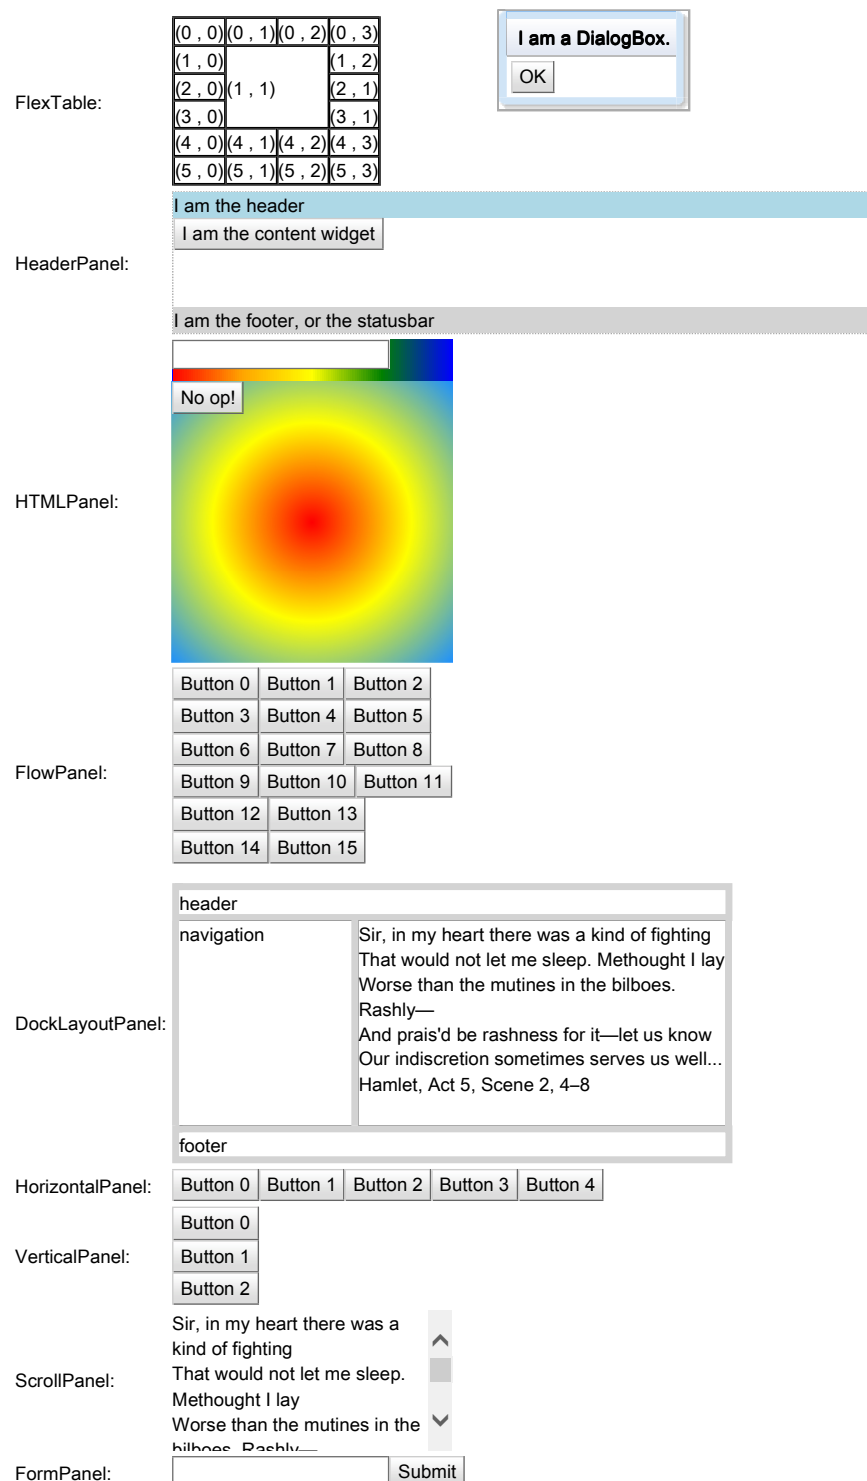 (0 , 0)(0 , 1)(0 , 2)(0 , 3)
(1 , 0) (1 , 2)
FlexTable: (2 , 0)(1 , 1) (2 , 1)
(3 , 0) (3 , 1)
(4 , 0)(4 , 1)(4 , 2)(4 , 3)
(5 , 0)(5 , 1)(5 , 2)(5 , 3)
I am a DialogBox.
OK
HeaderPanel:
I am the header
I am the content widget
I am the footer, or the statusbar
HTMLPanel:
No op!
FlowPanel:
Button 0 Button 1 Button 2
Button 3 Button 4 Button 5
Button 6 Button 7 Button 8
Button 9 Button 10 Button 11
Button 12 Button 13
Button 14 Button 15
DockLayoutPanel:
header
navigation
Sir, in my heart there was a kind of fighting
That would not let me sleep. Methought I lay
Worse than the mutines in the bilboes.
Rashly—
And prais'd be rashness for it—let us know
Our indiscretion sometimes serves us well...
Hamlet, Act 5, Scene 2, 4–8
footer
HorizontalPanel: Button 0 Button 1 Button 2 Button 3 Button 4
VerticalPanel:
Button 0
Button 1
Button 2
ScrollPanel:
Sir, in my heart there was a
kind of fighting
That would not let me sleep.
Methought I lay
Worse than the mutines in the
bilboes. Rashly—
FormPanel: Submit